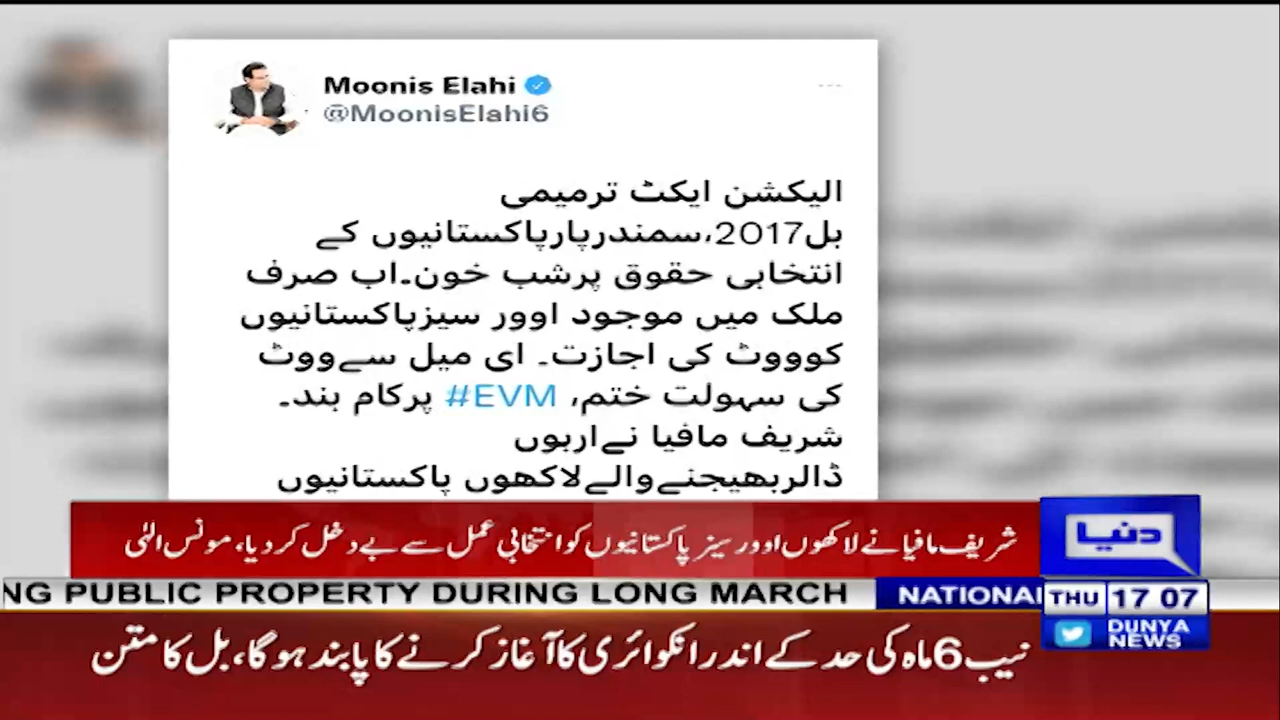 Moonis Elahi
@MoonisElahi6
الیکشن ایکٹ ترمیمی
بل2017،سمندرپارپاکستانیوں کے
انتخابی حقوق پرشب خون۔اب صرف
ملک میں موجود اوور سیزپاکستانیوں
کوووٹ کی اجازت۔ ای میل سےووٹ
کی سہولت ختم، #EVM پرکام بند۔
شریف مافیا نےاربوں
ڈالربھیجنےوالےلاکھوں پاکستانیوں
شریف مافیا نے لاکھوں اوورسیز پاکستانیوں کو انتخابی عمل سے بے دخل کر دیا، مونس الٰہی
دنیا
NG PUBLIC PROPERTY DURING LONG MARCH
NATIONAL
THU 17 07
DUNYA
NEWS
نیب 6 ماہ کی حد کے اندر انکوائری کا آغاز کرنے کا پابند ہوگا، بل کا متن